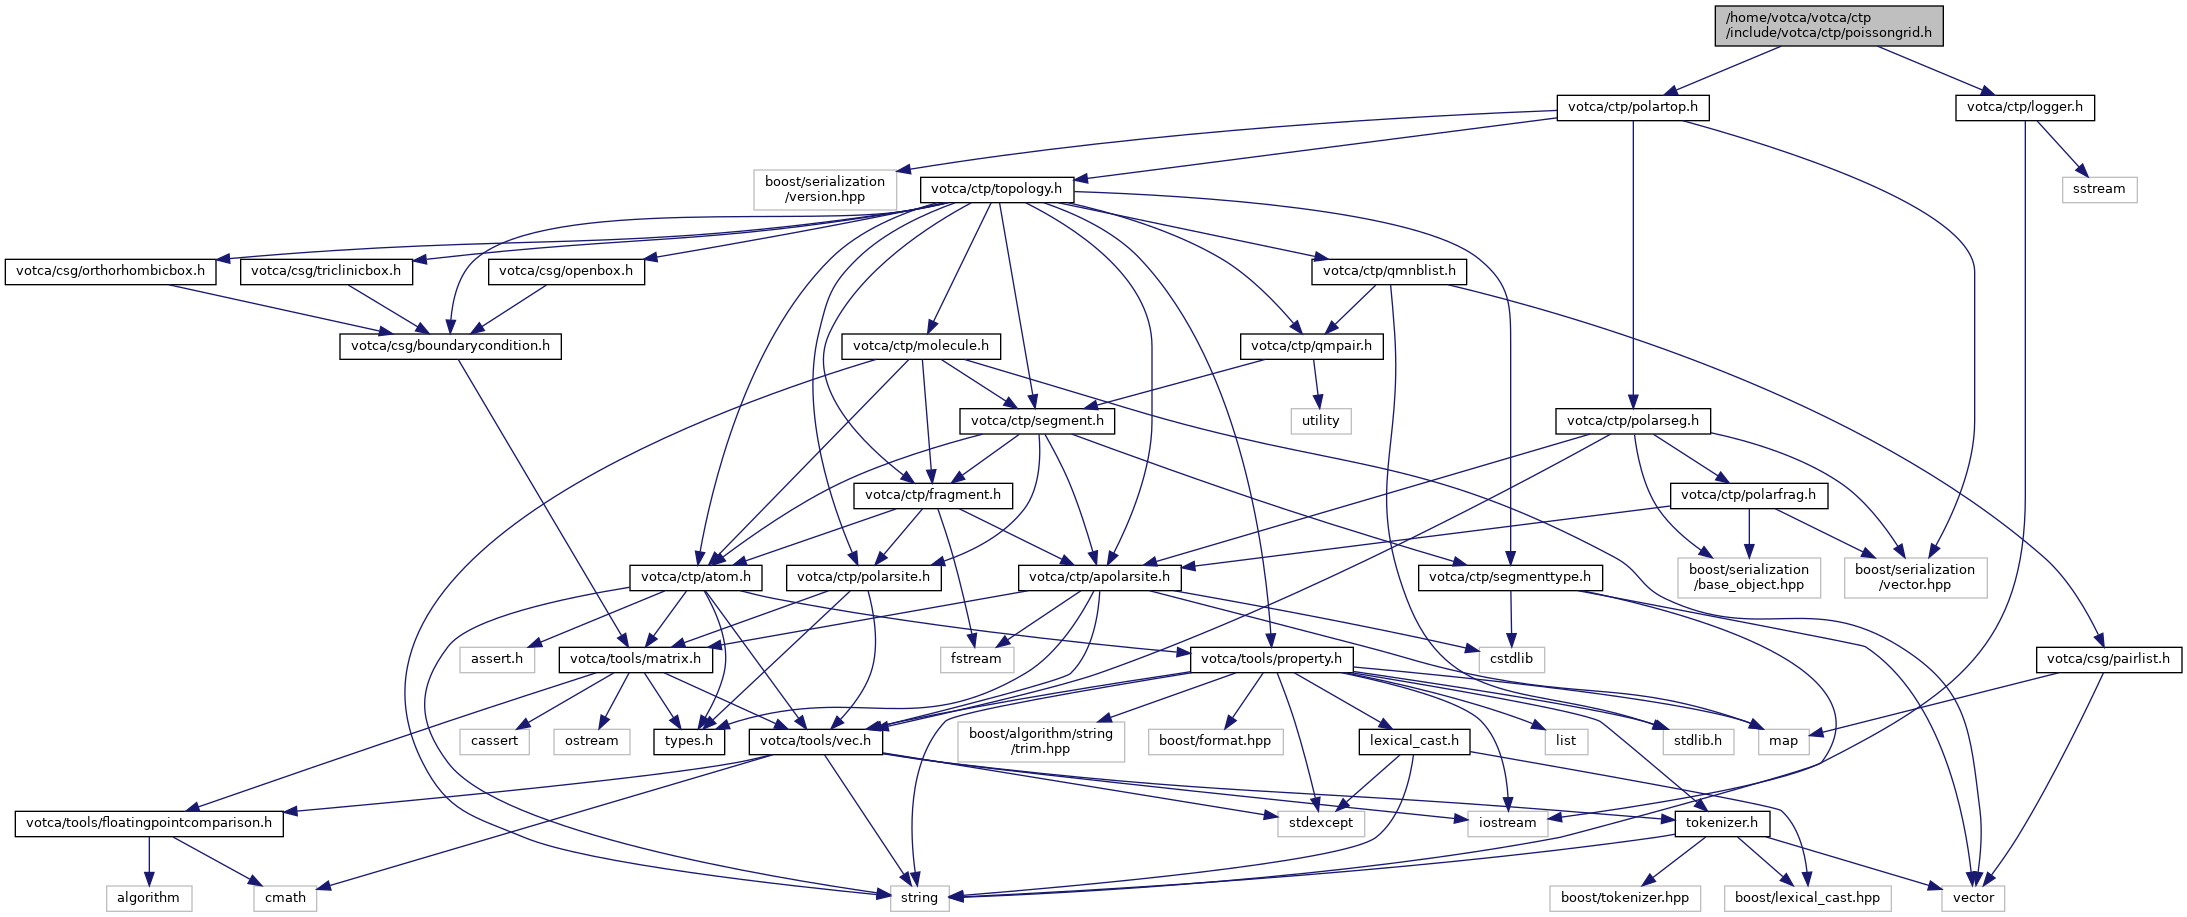 /home/votca/votca/ctp
/include/votca/ctp/poissongrid.h
votca/ctp/polartop.h
votca/ctp/logger.h
boost/serialization
/version.hpp
votca/ctp/topology.h
sstream
votca/csg/orthorhombicbox.h
votca/csg/triclinicbox.h
votca/csg/openbox.h
votca/ctp/qmnblist.h
votca/csg/boundarycondition.h
votca/ctp/molecule.h
votca/ctp/qmpair.h
votca/ctp/segment.h
utility
votca/ctp/polarseg.h
votca/ctp/fragment.h
votca/ctp/polarfrag.h
votca/ctp/atom.h
votca/ctp/polarsite.h
votca/ctp/apolarsite.h
votca/ctp/segmenttype.h
boost/serialization
/base_object.hpp
boost/serialization
/vector.hpp
assert.h
votca/tools/matrix.h
fstream
votca/tools/property.h
cstdlib
votca/csg/pairlist.h
cassert
ostream
types.h
votca/tools/vec.h
boost/algorithm/string
/trim.hpp
boost/format.hpp
lexical_cast.h
list
stdlib.h
map
votca/tools/floatingpointcomparison.h
stdexcept
iostream
tokenizer.h
algorithm
cmath
string
boost/tokenizer.hpp
boost/lexical_cast.hpp
vector